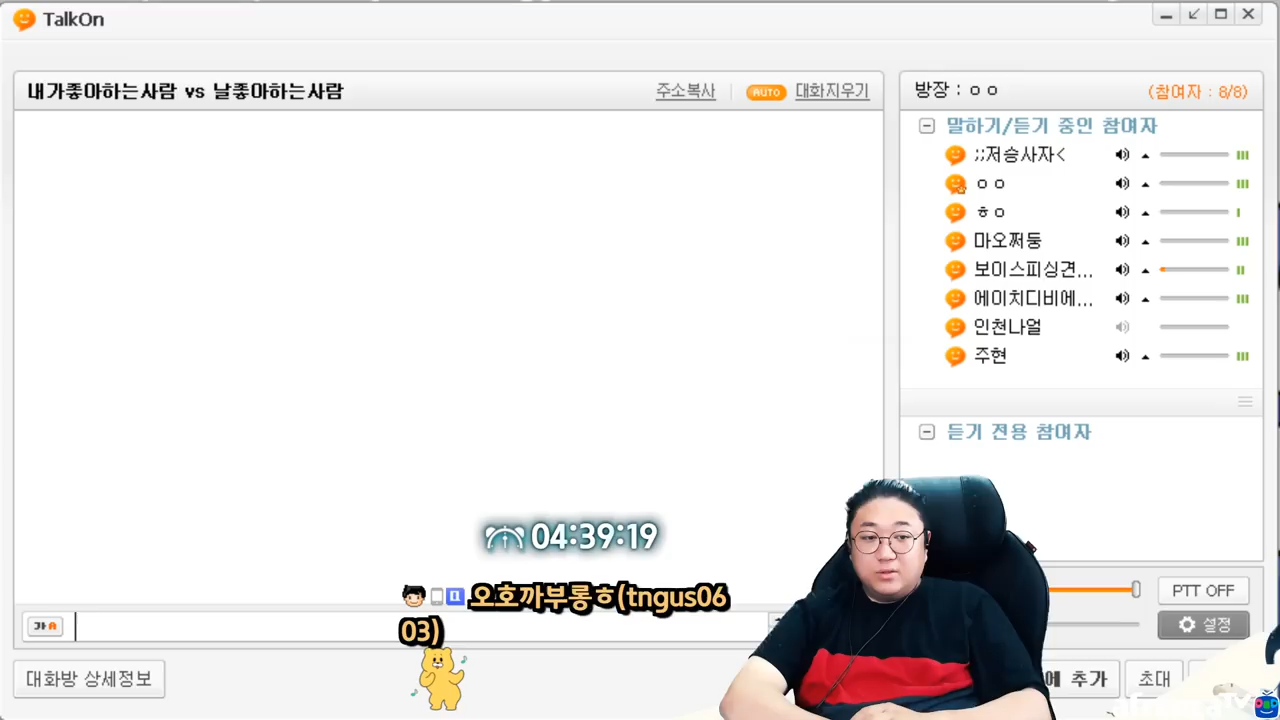 TalkOn
내가좋아하는사람 vs 날좋아하는사람
주소복사
AUTO
대화지우기
방장 : ㅇㅇ
(참여자 : 8/8)
말하기/듣기 중인 참여자
;;저승사자<
ㅇㅇ
ㅎㅇ
마오쩌둥
보이스피싱견...
에이치디비에...
인천나얼
주현
듣기 전용 참여자
04:39:19
오호까부롱ㅎ(tngus06
03)
PTT OFF
설정
가A
대화방 상세정보
에 추가
초대
afreecaTV